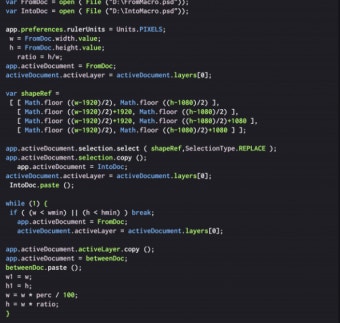 var FromDoc = open ( File ("D:\FromMacro.psd"));
var IntoDoc = open ( File ("D:\IntoMacro.psd"));
app.preferences.rulerUnits = Units.PIXELS;
w = FromDoc.width.value;
h = FromDoc.height.value;
ratio = h/w;
app.activeDocument = FromDoc;
activeDocument.activeLayer = activeDocument.layers[0];
var shapeRef =
[ [ Math.floor ((w-1920)/2), Math.floor ((h-1080)/2) ],
[ Math.floor ((w-1920)/2)+1920, Math.floor ((h-1080)/2) ],
[ Math.floor ((w-1920)/2)+1920, Math.floor ((h-1080)/2)+1080 ],
[ Math.floor ((w-1920)/2), Math.floor ((h-1080)/2)+1080 ] ];
app.activeDocument.selection.select ( shapeRef,SelectionType.REPLACE );
app.activeDocument.selection.copy ();
app.activeDocument = IntoDoc;
activeDocument.activeLayer = activeDocument.layers[0];
IntoDoc.paste ();
while (1) {
if ( (w < wmin) || (h < hmin) ) break;
app.activeDocument = FromDoc;
activeDocument.activeLayer = activeDocument.layers[0];
app.activeDocument.activeLayer.copy ();
app.activeDocument = betweenDoc;
betweenDoc.paste ();
w1 = w;
h1 = h;
w = w * perc / 100;
h = w * ratio;
}